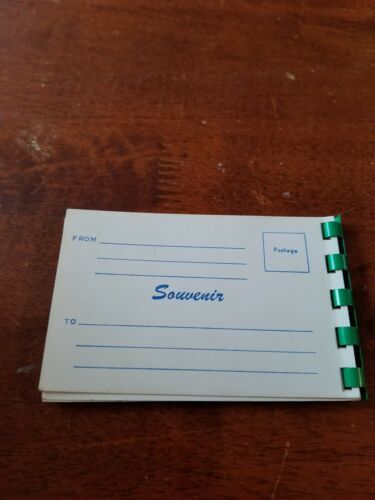 FROM
Postage
Souvenir
TO